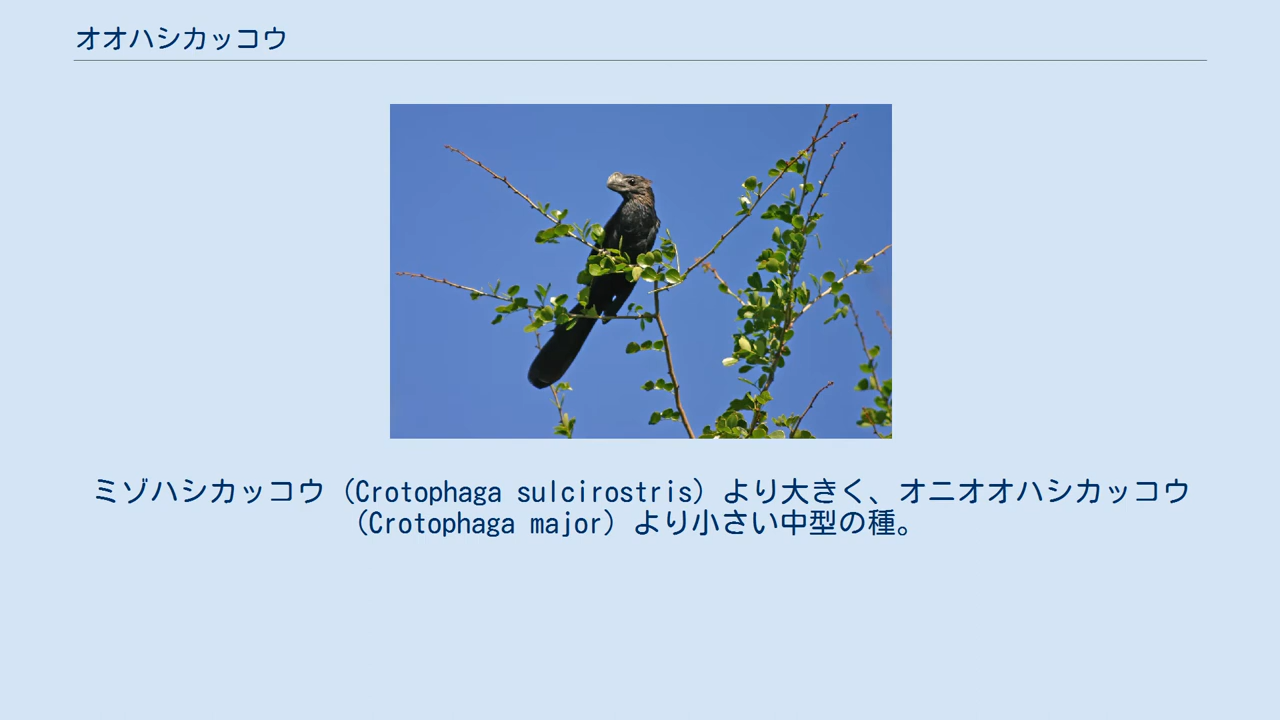 オオハシカッコウ
ミゾハシカッコウ（Crotophaga sulcirostris）より大きく、オニオオハシカッコウ
（Crotophaga major）より小さい中型の種。